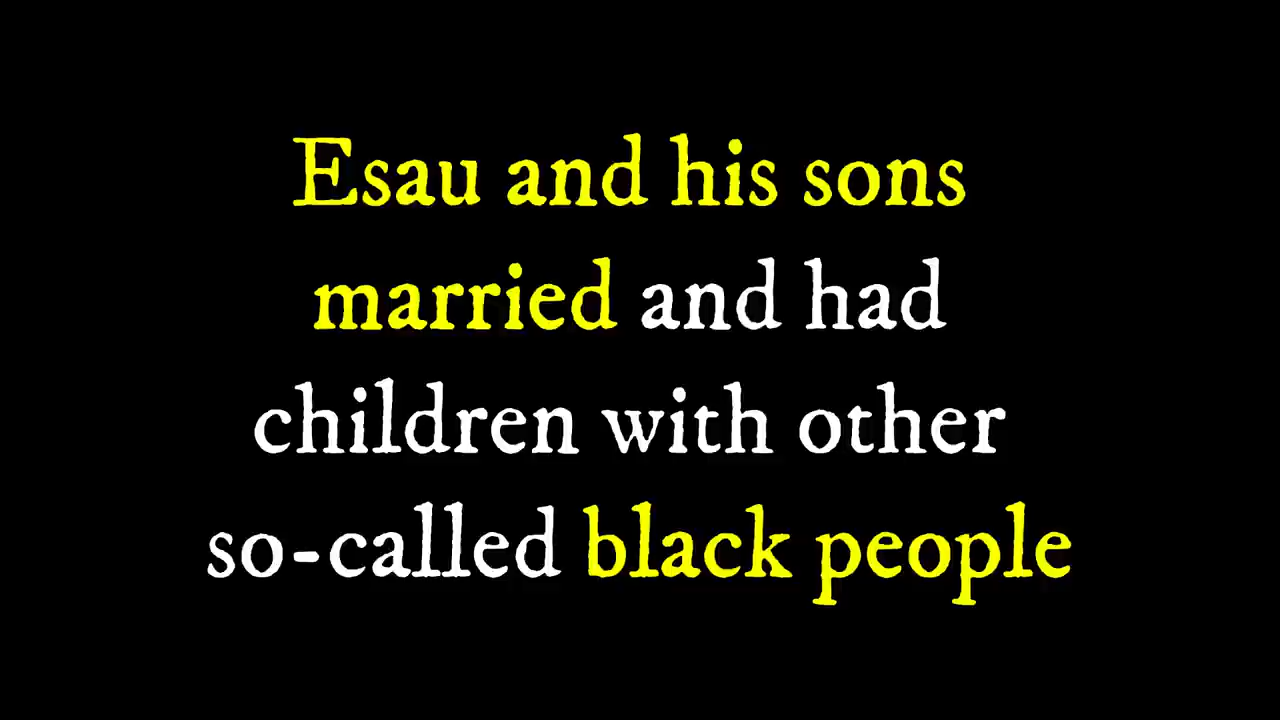 Esau and his sons
married and had
children with other
so-called black people